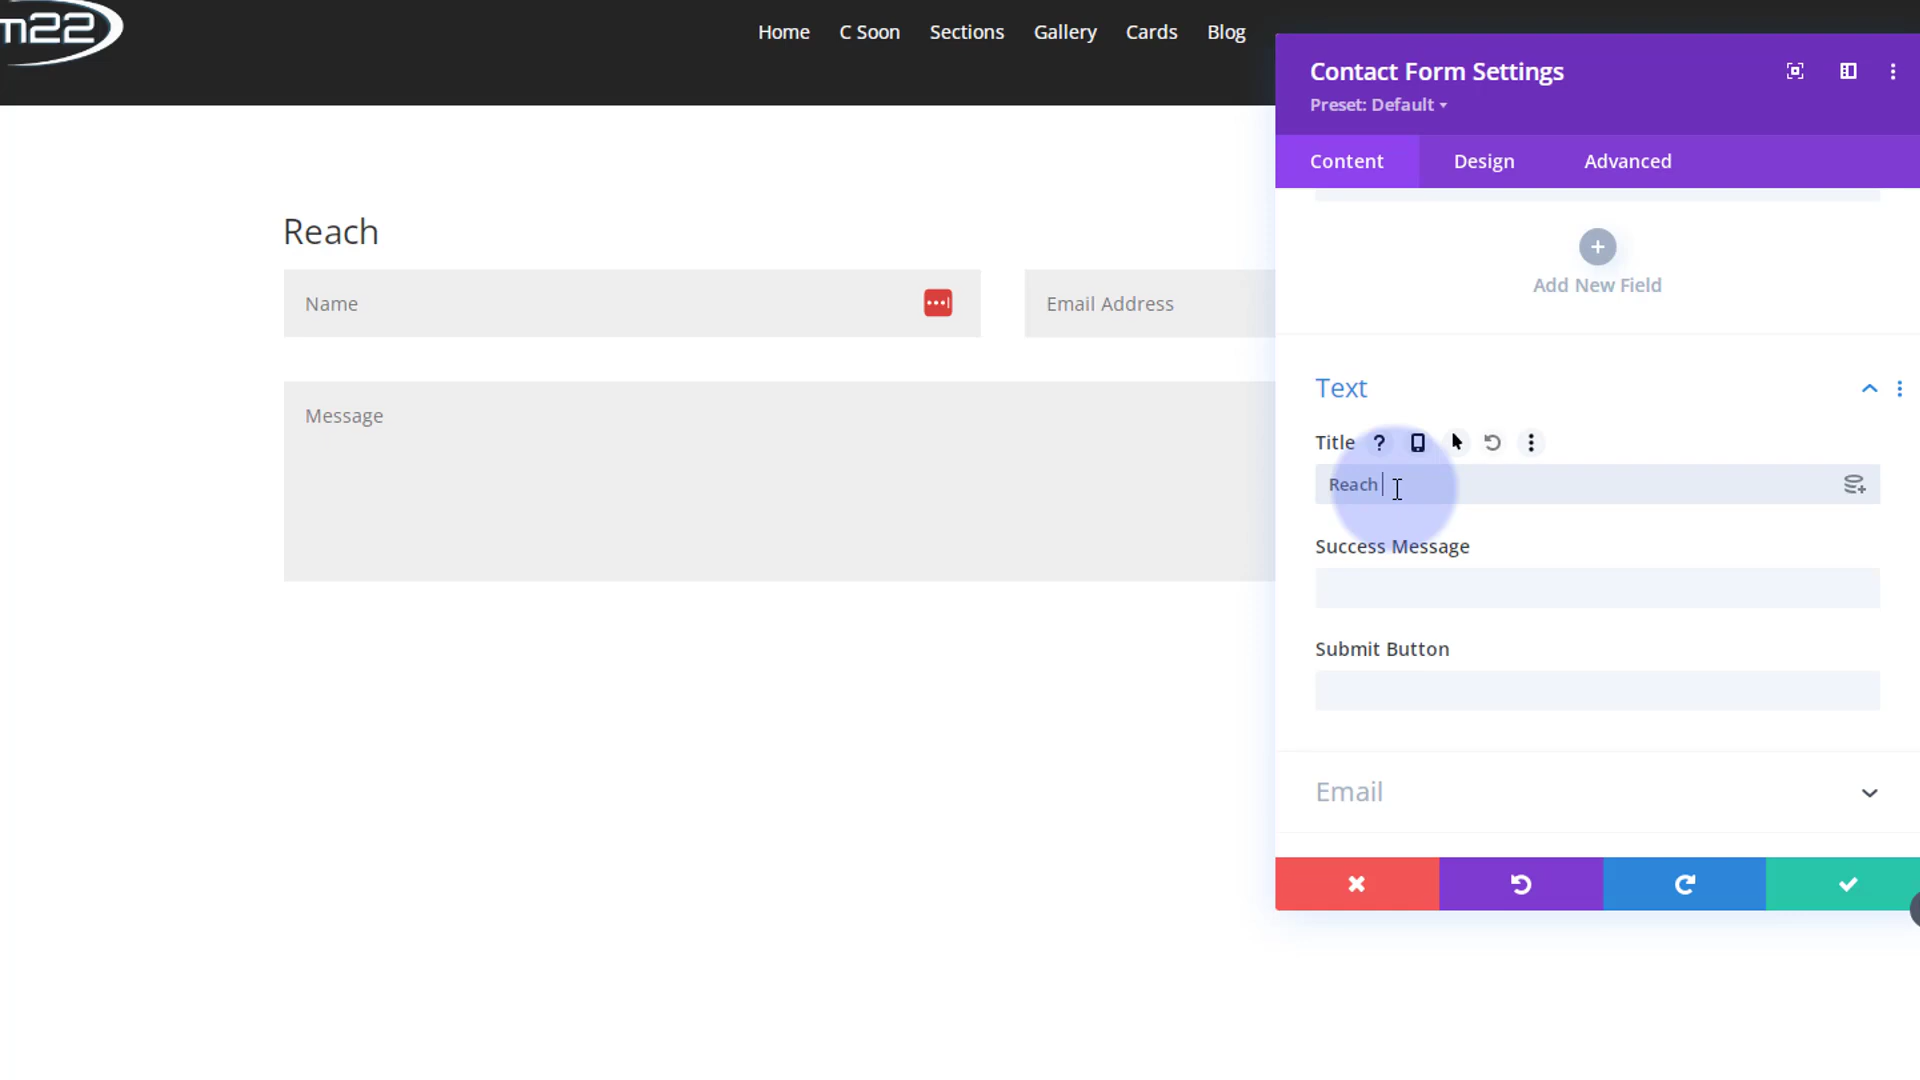 m22
Home C Soon Sections Gallery Cards Blog
Contact Form Settings
Preset: Default
Content Design Advanced
Reach
Name
Email Address
Message
Add New Field
Text
Title ?
Reach
Success Message
Submit Button
Email